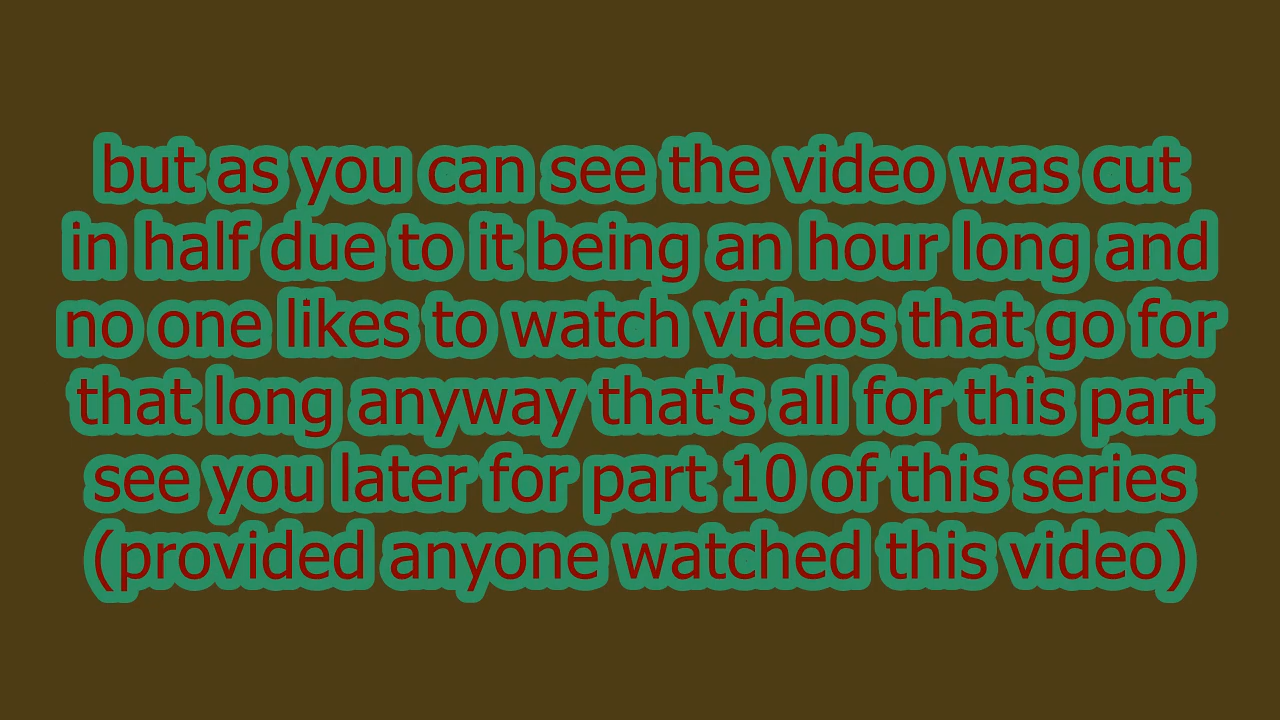 but as you can see the video was cut
in half due to it being an hour long and
no one likes to watch videos that go for
that long anyway that's all for this part
see you later for part 10 of this series
(provided anyone watched this video)